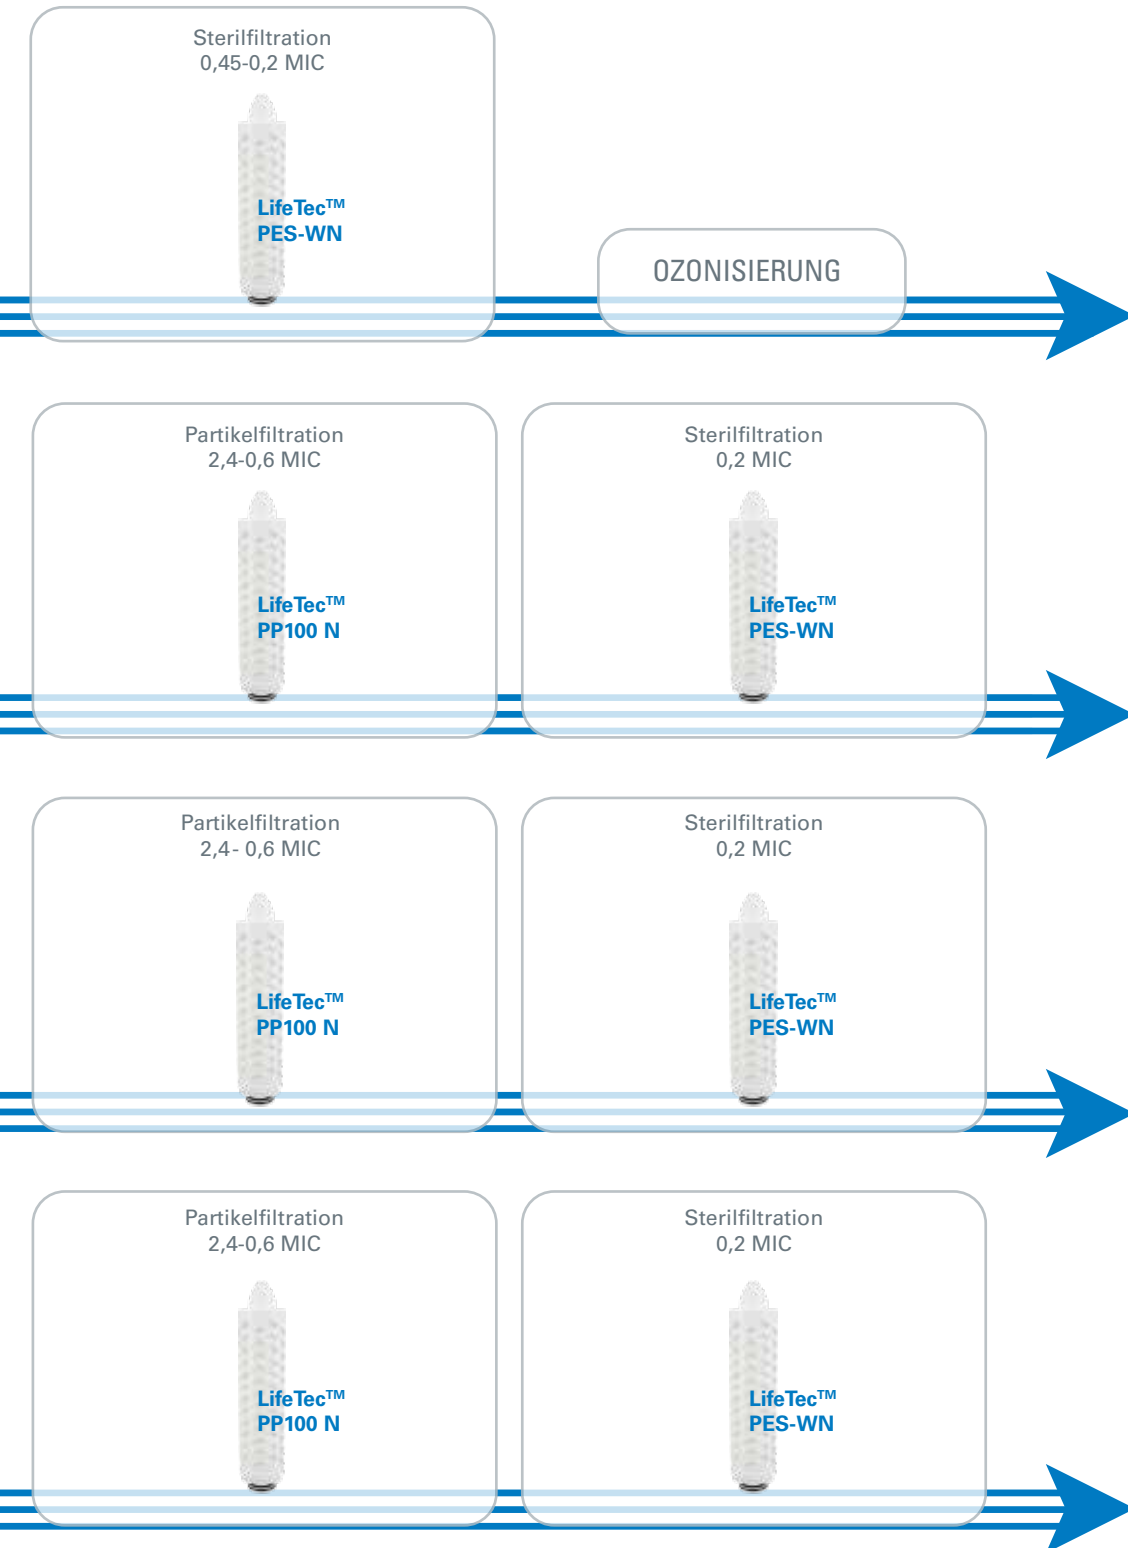 Sterilfiltration
0,45-0,2 MIC
LifeTec™
PES-WN
OZONISIERUNG
Partikelfiltration
2,4-0,6 MIC
LifeTec™
PP100 N
Sterilfiltration
0,2 MIC
LifeTec™
PES-WN
Partikelfiltration
2,4- 0,6 MIC
LifeTec™
PP100 N
Sterilfiltration
0,2 MIC
LifeTec™
PES-WN
Partikelfiltration
2,4-0,6 MIC
LifeTec™
PP100 N
Sterilfiltration
0,2 MIC
LifeTec™
PES-WN